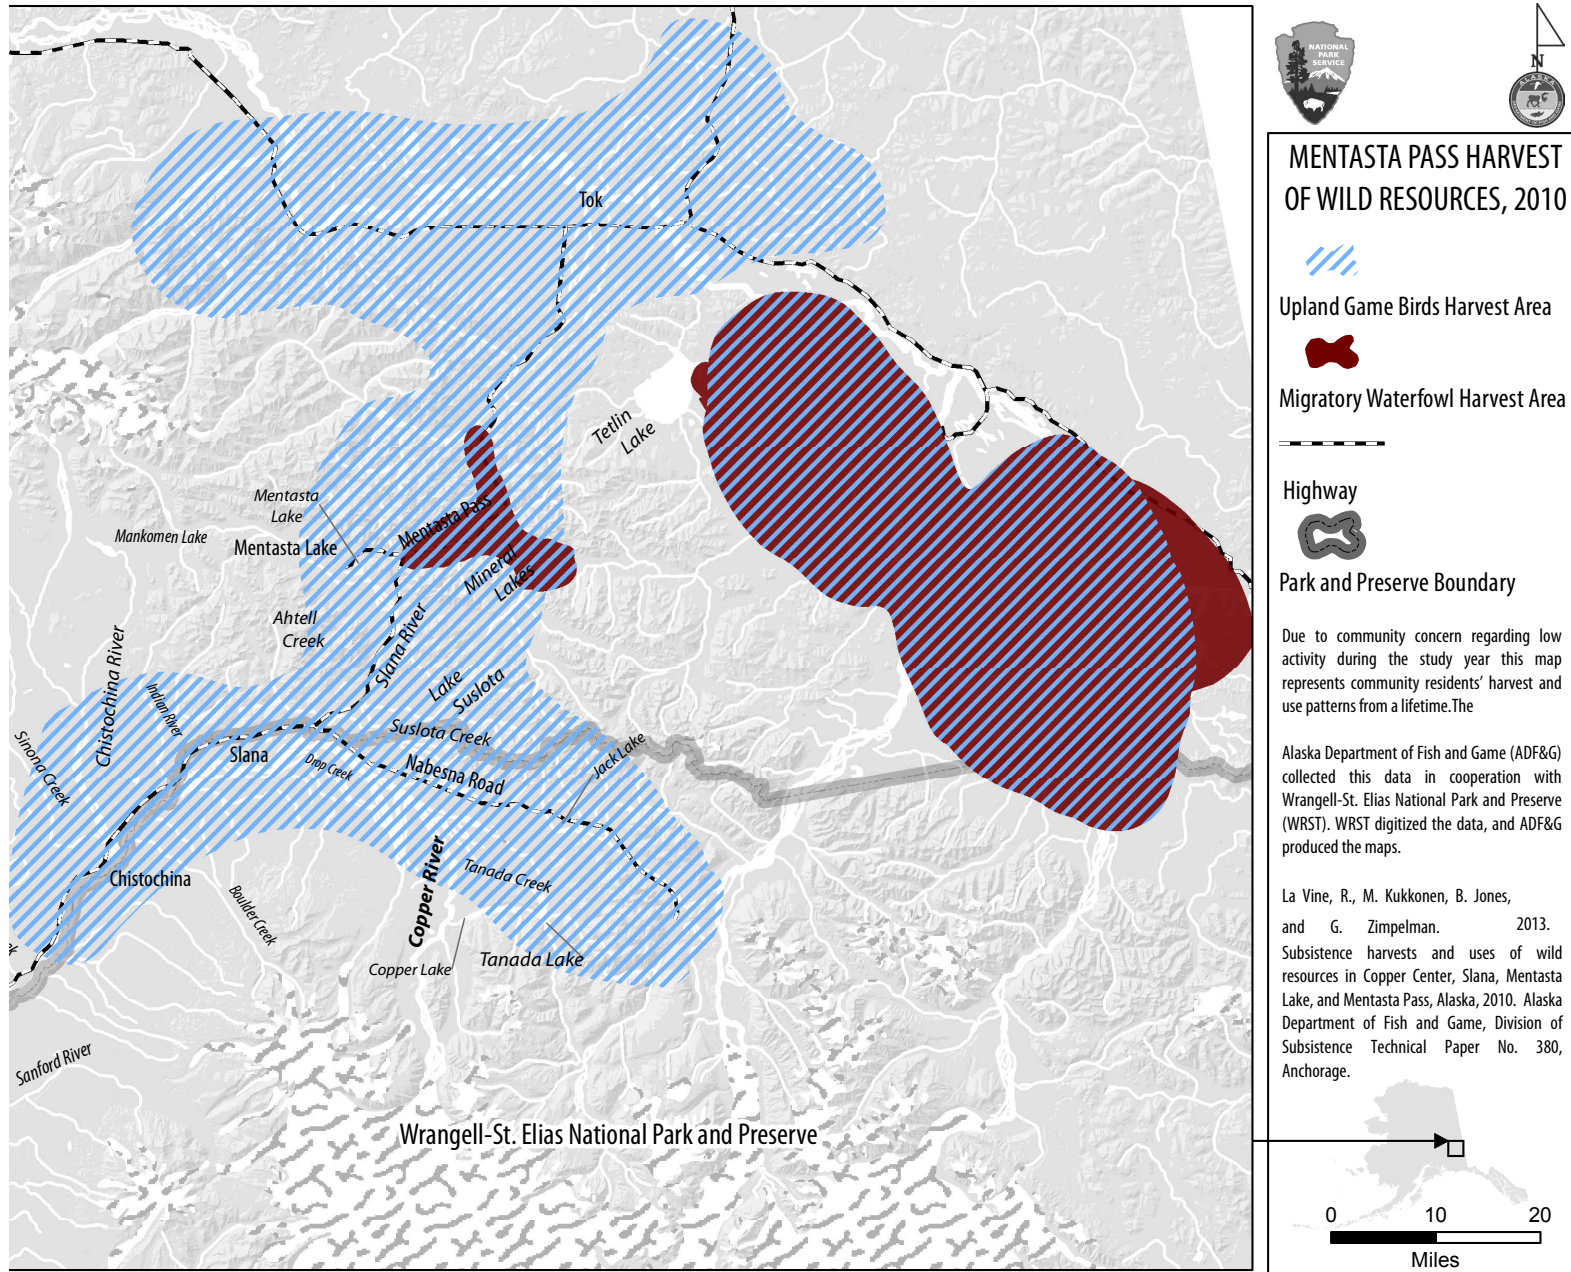 NATIONAL
PARK
SERVICE
N
ALASKA
MENTASTA PASS HARVEST
OF WILD RESOURCES, 2010
Upland Game Birds Harvest Area
Migratory Waterfowl Harvest Area
Highway
Park and Preserve Boundary
Due to community concern regarding low
activity during the study year this map
represents community residents' harvest and
use patterns from a lifetime.The
Alaska Department of Fish and Game (ADF&G)
collected this data in cooperation with
Wrangell-St. Elias National Park and Preserve
(WRST). WRST digitized the data, and ADF&G
produced the maps.
La Vine, R., M. Kukkonen, B. Jones,
and G. Zimpelman. 2013.
Subsistence harvests and uses of wild
resources in Copper Center, Slana, Mentasta
Lake, and Mentasta Pass, Alaska, 2010. Alaska
Department of Fish and Game, Division of
Subsistence Technical Paper No. 380,
Anchorage.
0 10 20
Miles
Tok
Tetlin
Lake
Mentasta
Lake
Mankomen Lake
Mentasta Lake
Mentasta Pass
Mineral
Lakes
Ahtell
Creek
Slana River
Chistochina River
Indian River
Lake
Suslota
Sinona Creek
Slana
Suslota Creek
Drop Creek
Nabesna Road
Jack Lake
Chistochina
Boulder Creek
Copper River
Tanada Creek
Copper Lake
Tanada Lake
ek
Sanford River
Wrangell-St. Elias National Park and Preserve